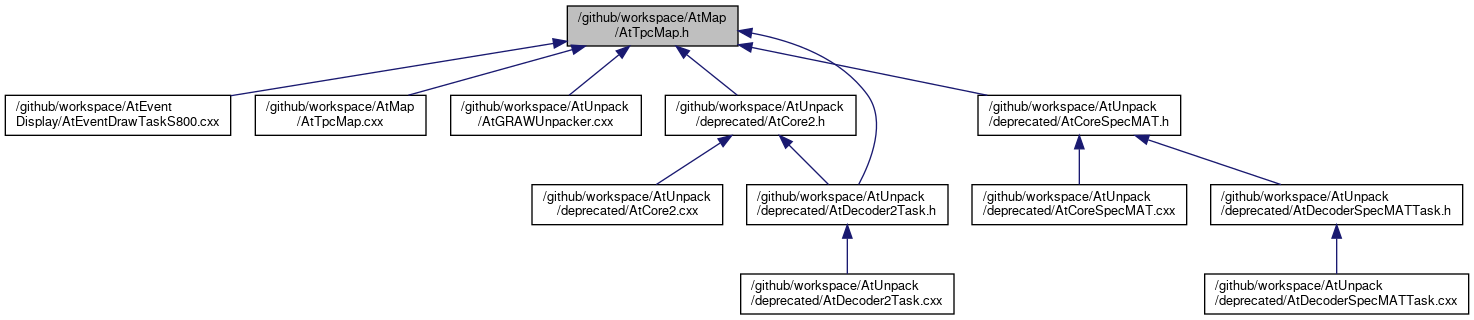 /github/workspace/AtMap
/AtTpcMap.h
/github/workspace/AtEvent
Display/AtEventDrawTaskS800.cxx
/github/workspace/AtMap
/AtTpcMap.cxx
/github/workspace/AtUnpack
/AtGRAWUnpacker.cxx
/github/workspace/AtUnpack
/deprecated/AtCore2.h
/github/workspace/AtUnpack
/deprecated/AtCoreSpecMAT.h
/github/workspace/AtUnpack
/deprecated/AtCore2.cxx
/github/workspace/AtUnpack
/deprecated/AtDecoder2Task.h
/github/workspace/AtUnpack
/deprecated/AtCoreSpecMAT.cxx
/github/workspace/AtUnpack
/deprecated/AtDecoderSpecMATTask.h
/github/workspace/AtUnpack
/deprecated/AtDecoder2Task.cxx
/github/workspace/AtUnpack
/deprecated/AtDecoderSpecMATTask.cxx